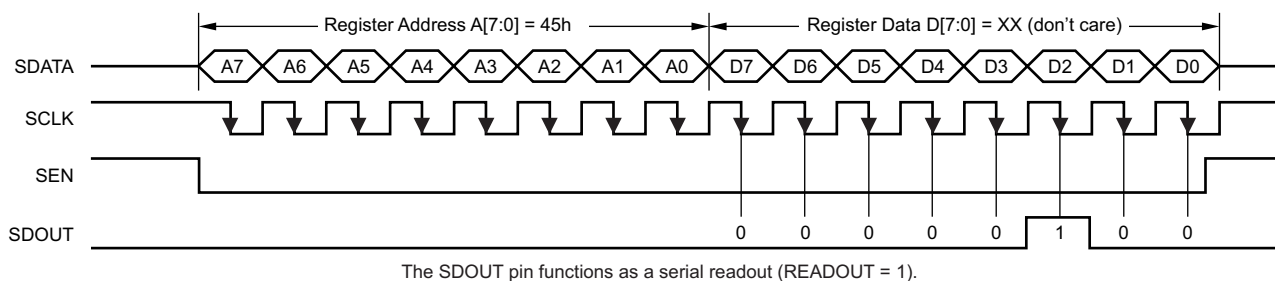 Register Address A[7:0] = 45h Register Data D[7:0] = XX (don’t care)
SDATA A7 A6 A5 A4 A3 A2 A1 A0 D7 D6 D5 D4 D3 D2 D1 D0
SCLK
SEN
SDOUT 0 0 0 0 0 1 0 0
The SDOUT pin functions as a serial readout (READOUT = 1).